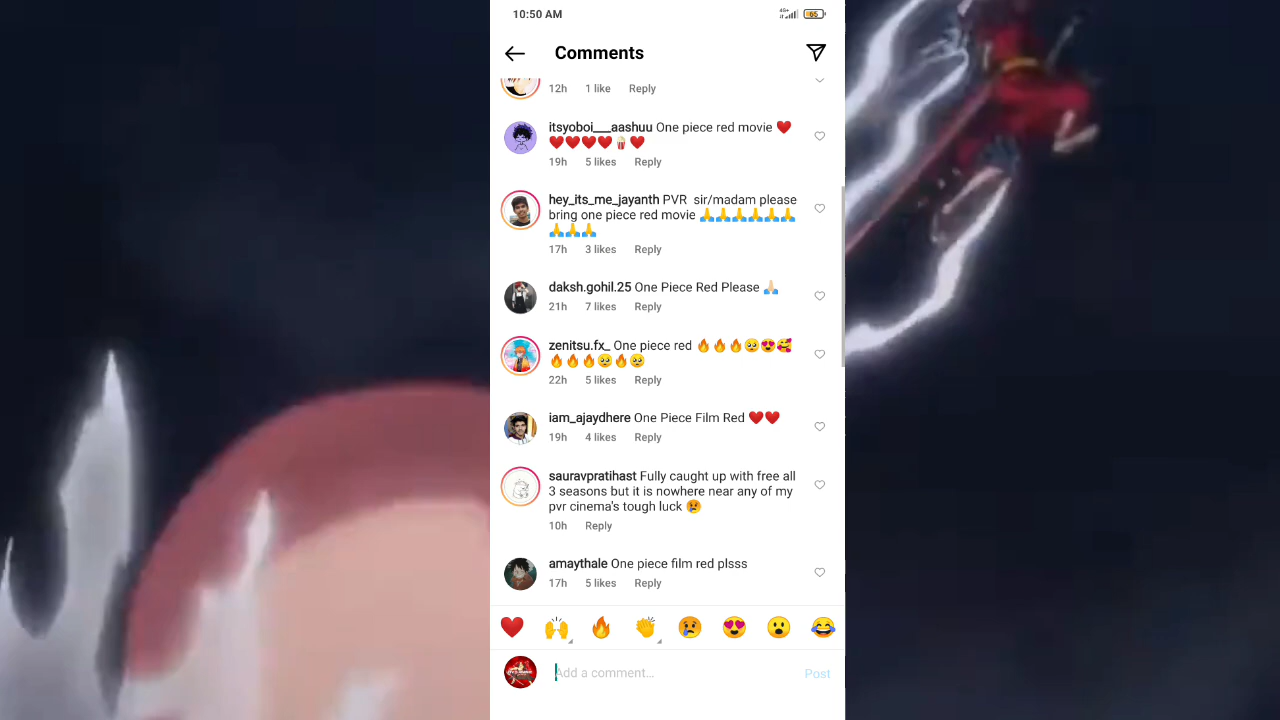 10:50 AM
4G+
65
Comments
12h 1 like Reply
itsyoboi___aashuu One piece red movie ❤️
❤️❤️❤️❤️🍿❤️
19h 5 likes Reply
hey_its_me_jayanth PVR sir/madam please
bring one piece red movie 🙏🙏🙏🙏🙏🙏
🙏🙏🙏
17h 3 likes Reply
daksh.gohil.25 One Piece Red Please 🙏🏻
21h 7 likes Reply
zenitsu.fx_ One piece red 🔥🔥🔥🥺😍🥰
🔥🔥🔥🥺🔥🥺
22h 5 likes Reply
iam_ajaydhere One Piece Film Red ❤️❤️
19h 4 likes Reply
sauravpratihast Fully caught up with free all
3 seasons but it is nowhere near any of my
pvr cinema's tough luck 😢
10h Reply
amaythale One piece film red plsss
17h 5 likes Reply
❤️🙌🔥👏😢😍😮😂
Add a comment...
Post